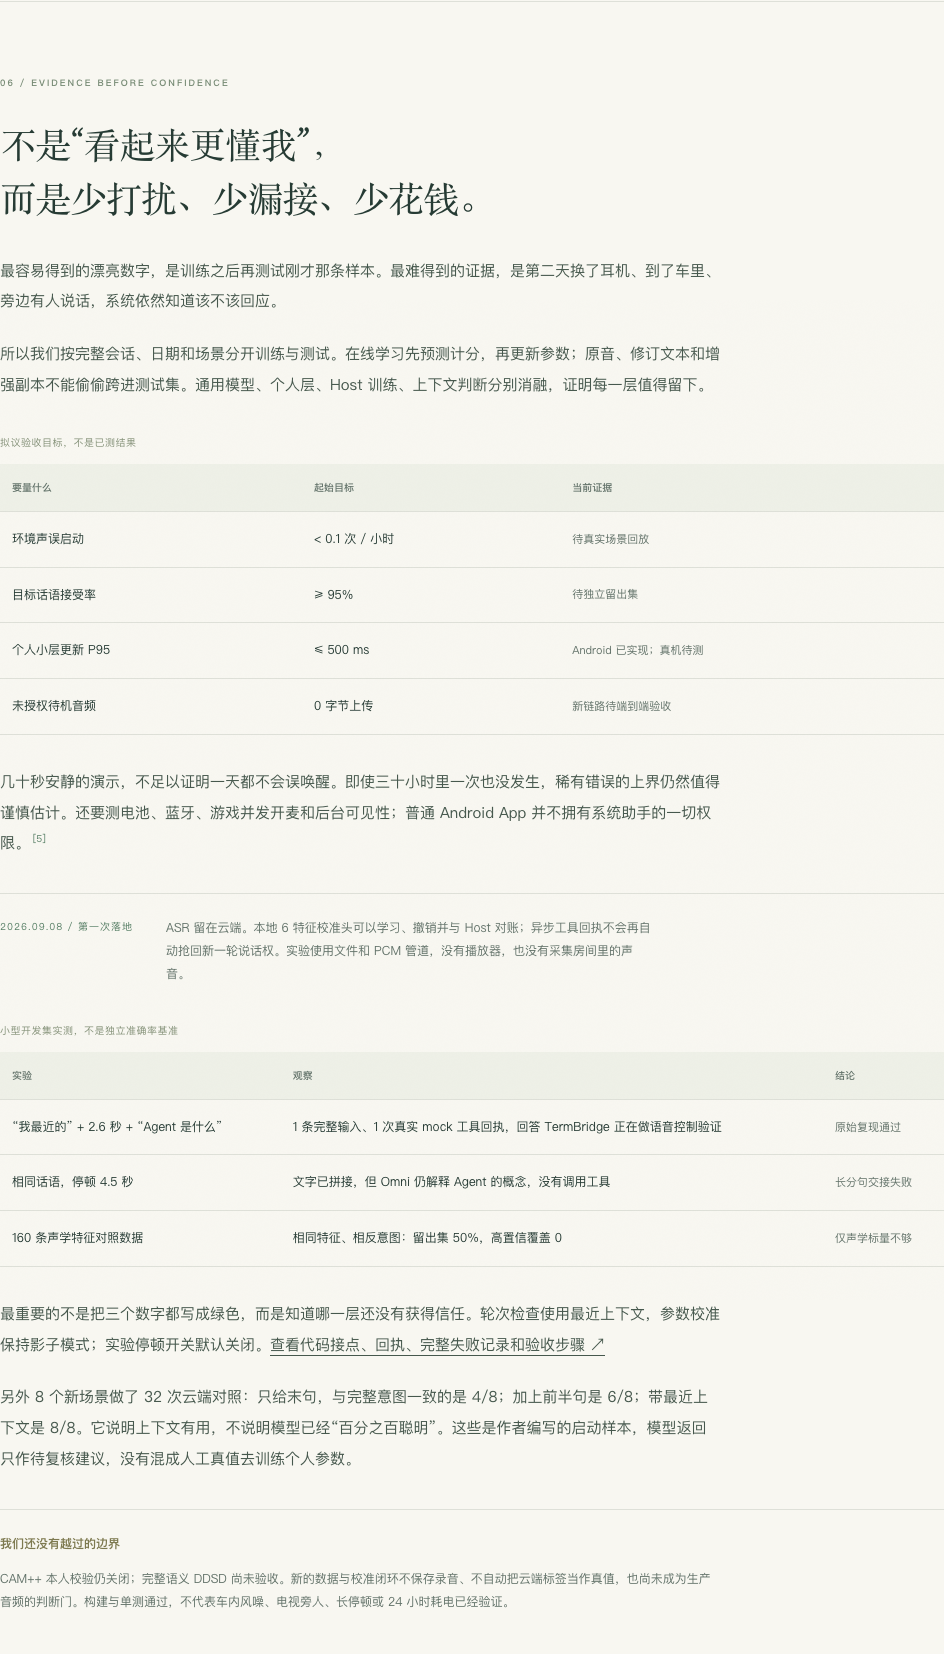 06 / EVIDENCE BEFORE CONFIDENCE
不是“看起来更懂我”，
而是少打扰、少漏接、少花钱。
最容易得到的漂亮数字，是训练之后再测试刚才那条样本。最难得到的证据，是第二天换了耳机、到了车里、
旁边有人说话，系统依然知道该不该回应。
所以我们按完整会话、日期和场景分开训练与测试。在线学习先预测计分，再更新参数；原音、修订文本和增
强副本不能偷偷跨进测试集。通用模型、个人层、Host 训练、上下文判断分别消融，证明每一层值得留下。
拟议验收目标，不是已测结果
要量什么 起始目标 当前证据
环境声误启动 < 0.1 次 / 小时 待真实场景回放
目标话语接受率 ≥ 95% 待独立留出集
个人小层更新 P95 ≤ 500 ms Android 已实现；真机待测
未授权待机音频 0 字节上传 新链路待端到端验收
几十秒安静的演示，不足以证明一天都不会误唤醒。即使三十小时里一次也没发生，稀有错误的上界仍然值得
谨慎估计。还要测电池、蓝牙、游戏并发开麦和后台可见性；普通 Android App 并不拥有系统助手的一切权
限。[5]
2026.09.08 / 第一次落地 ASR 留在云端。本地 6 特征校准头可以学习、撤销并与 Host 对账；异步工具回执不会再自
动抢回新一轮说话权。实验使用文件和 PCM 管道，没有播放器，也没有采集房间里的声
音。
小型开发集实测，不是独立准确率基准
实验 观察 结论
“我最近的” + 2.6 秒 + “Agent 是什么” 1 条完整输入、1 次真实 mock 工具回执，回答 TermBridge 正在做语音控制验证 原始复现通过
相同话语，停顿 4.5 秒 文字已拼接，但 Omni 仍解释 Agent 的概念，没有调用工具 长分句交接失败
160 条声学特征对照数据 相同特征、相反意图：留出集 50%，高置信覆盖 0 仅声学标量不够
最重要的不是把三个数字都写成绿色，而是知道哪一层还没有获得信任。轮次检查使用最近上下文，参数校准
保持影子模式；实验停顿开关默认关闭。查看代码接点、回执、完整失败记录和验收步骤 ↗
另外 8 个新场景做了 32 次云端对照：只给末句，与完整意图一致的是 4/8；加上前半句是 6/8；带最近上
下文是 8/8。它说明上下文有用，不说明模型已经“百分之百聪明”。这些是作者编写的启动样本，模型返回
只作待复核建议，没有混成人工真值去训练个人参数。
我们还没有越过的边界
CAM++ 本人校验仍关闭；完整语义 DDSD 尚未验收。新的数据与校准闭环不保存录音、不自动把云端标签当作真值，也尚未成为生产
音频的判断门。构建与单测通过，不代表车内风噪、电视旁人、长停顿或 24 小时耗电已经验证。